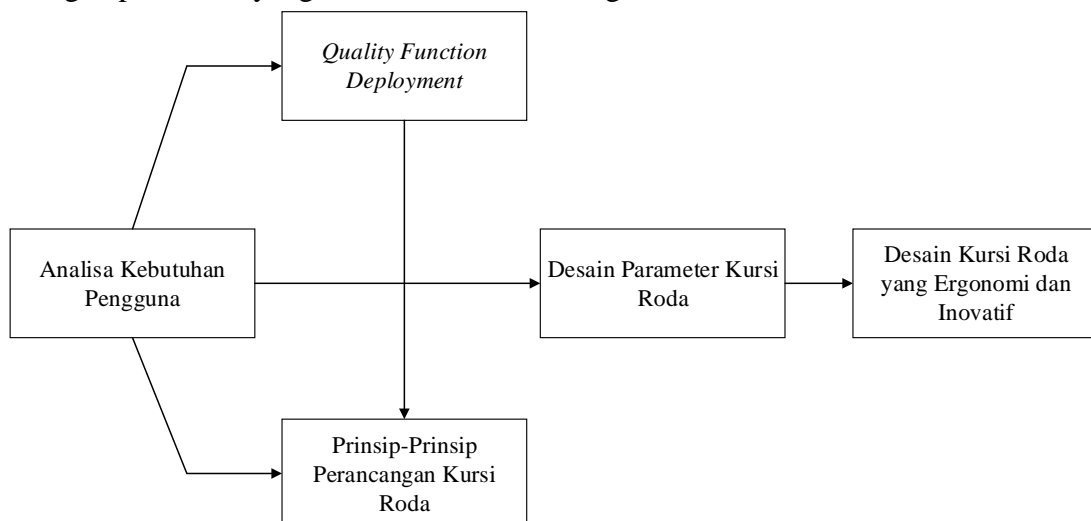 Quality Function
Deployment
Analisa Kebutuhan
Pengguna
Desain Parameter Kursi
Roda
Desain Kursi Roda
yang Ergonomi dan
Inovatif
Prinsip-Prinsip
Perancangan Kursi
Roda